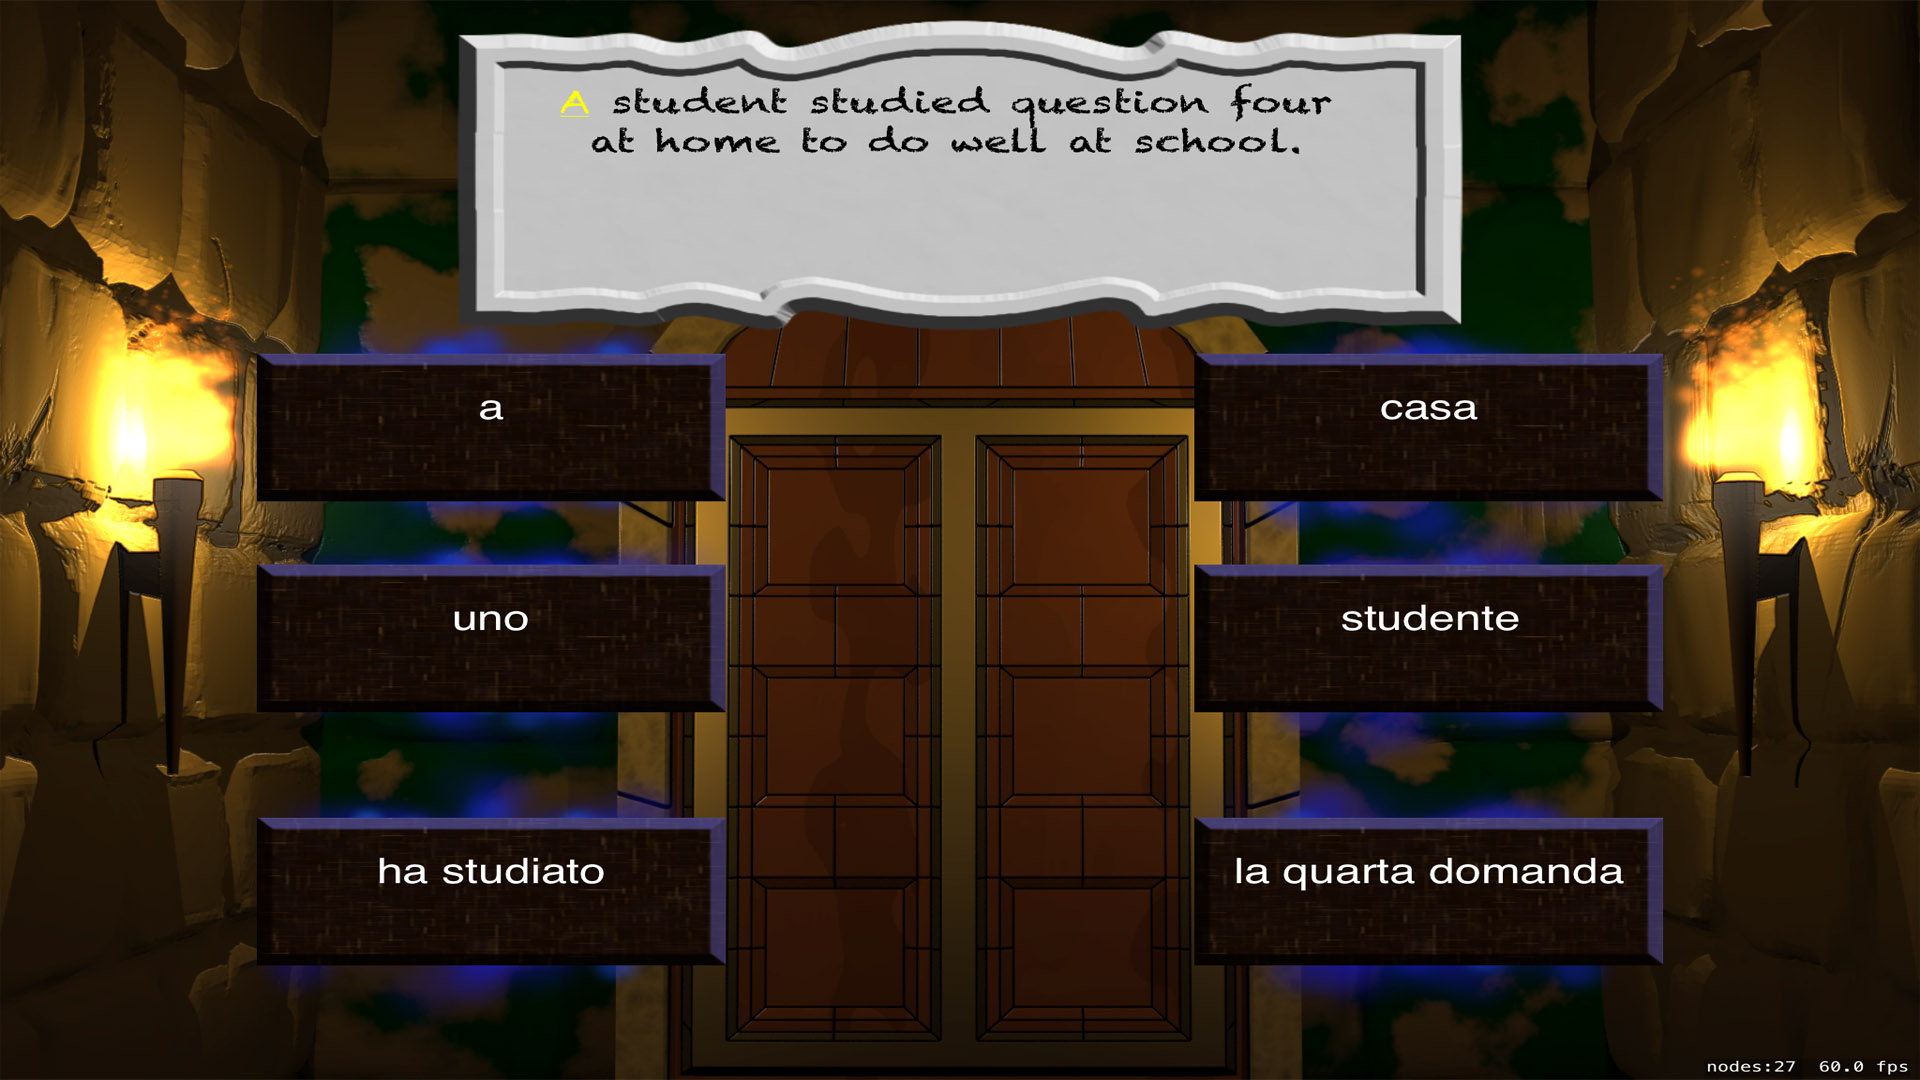 A student studied question four
at home to do well at school.
a
casa
uno
studente
ha studiato
la quarta domanda
nodes:27 60.0 fps